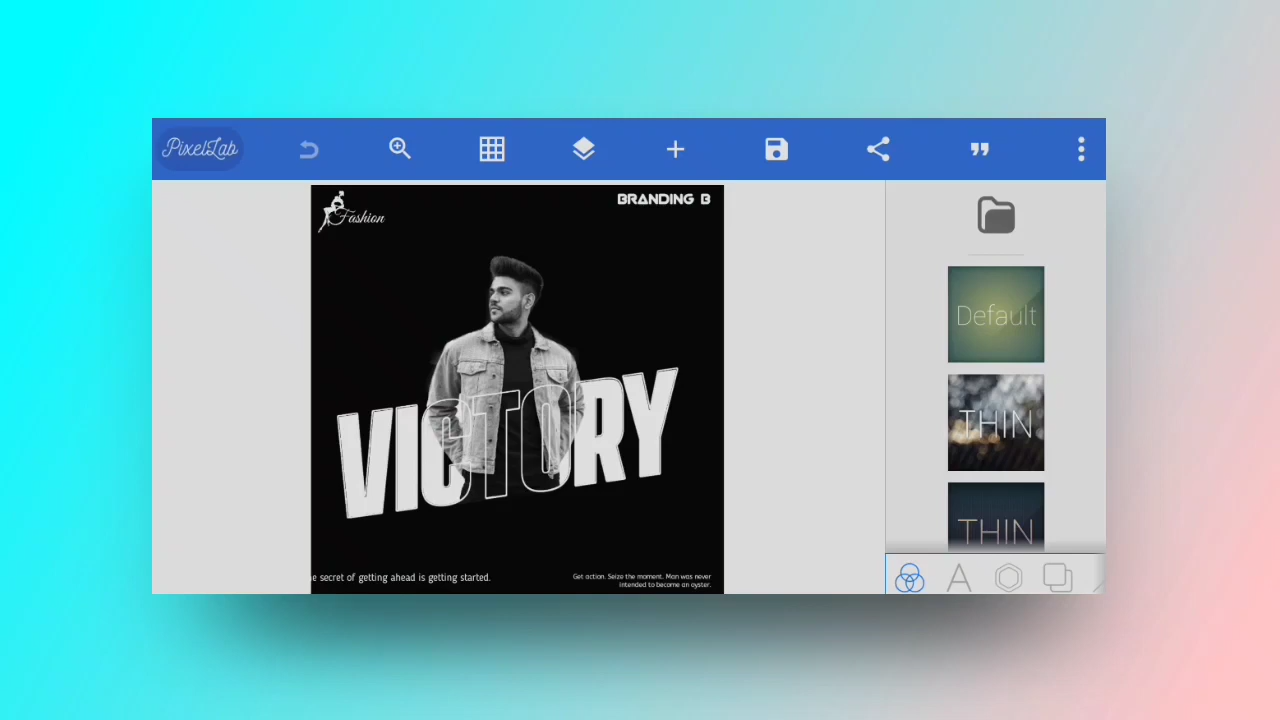 PixelLab
Fashion
BRANDING B
VICTORY
e secret of getting ahead is getting started.
Get action. Seize the moment. Man was never
intended to become an oyster.
Default
THIN
THIN